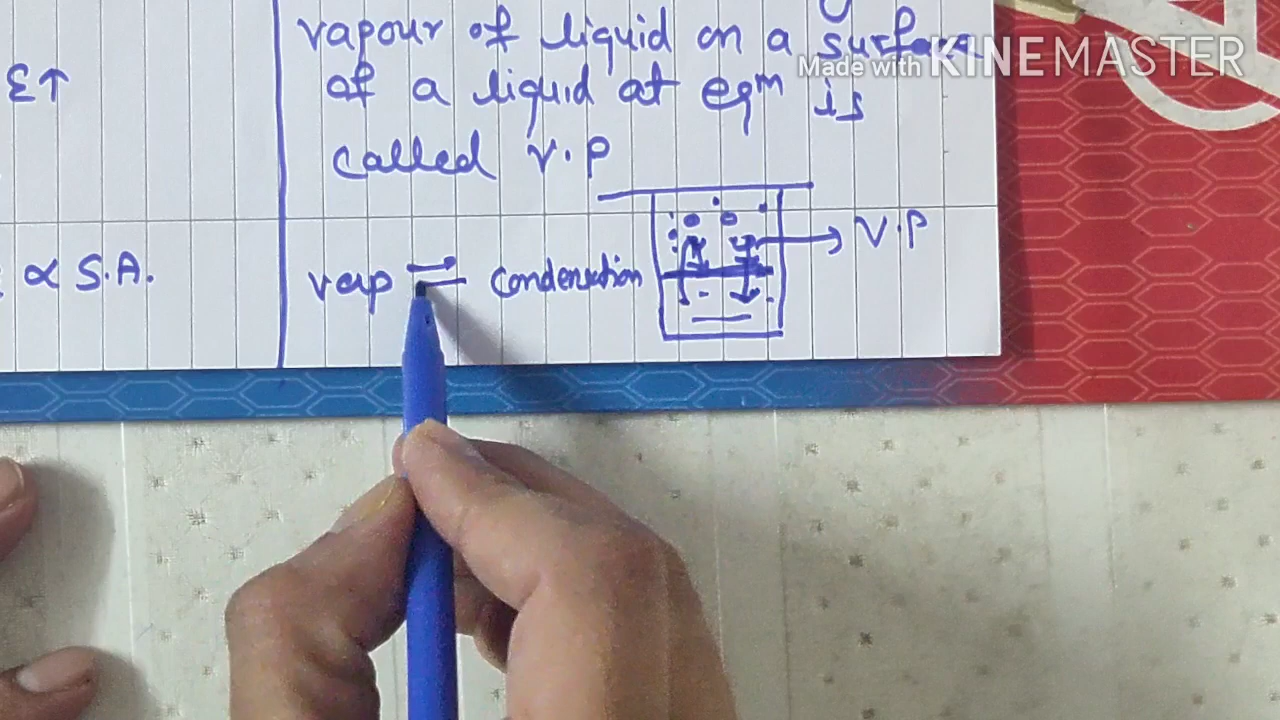 vapour of liquid on a surface
Made with KINEMASTER
ε↑
of a liquid at eqm is
called V.P
V.P
∝ S.A.
vap ⇌ condensation